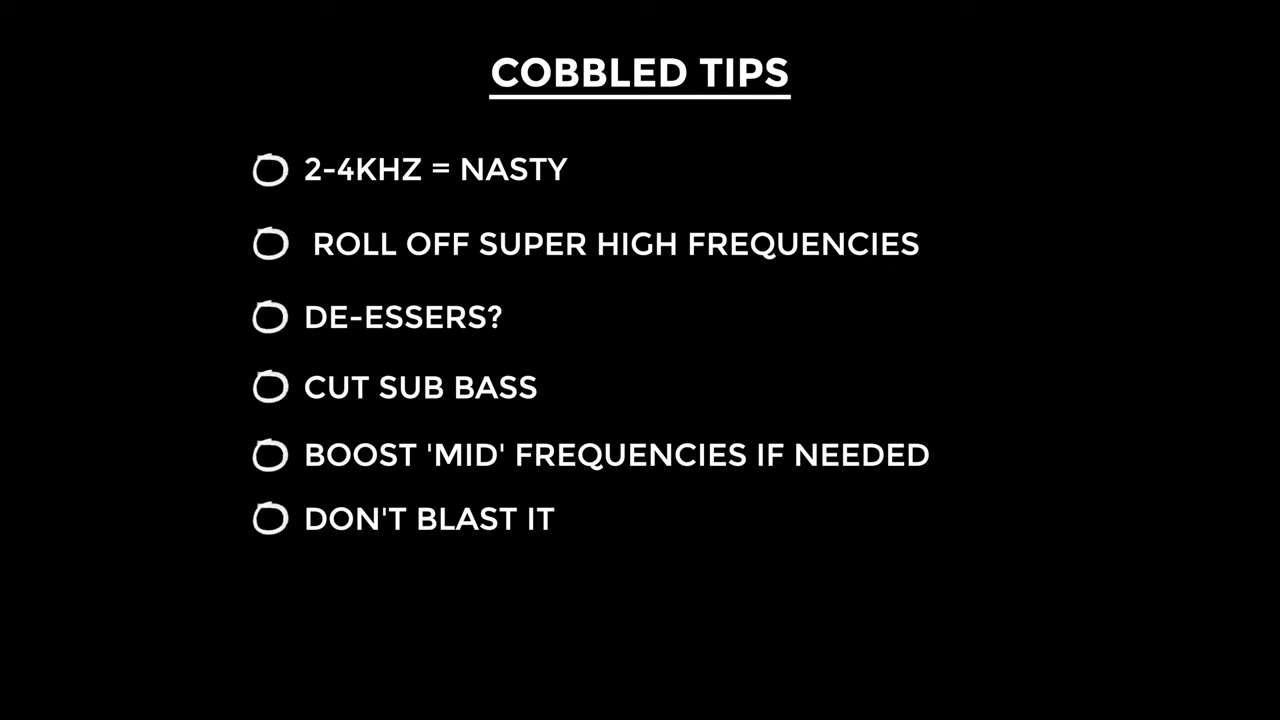 COBBLED TIPS
2-4KHZ = NASTY
ROLL OFF SUPER HIGH FREQUENCIES
DE-ESSERS?
CUT SUB BASS
BOOST 'MID' FREQUENCIES IF NEEDED
DON'T BLAST IT